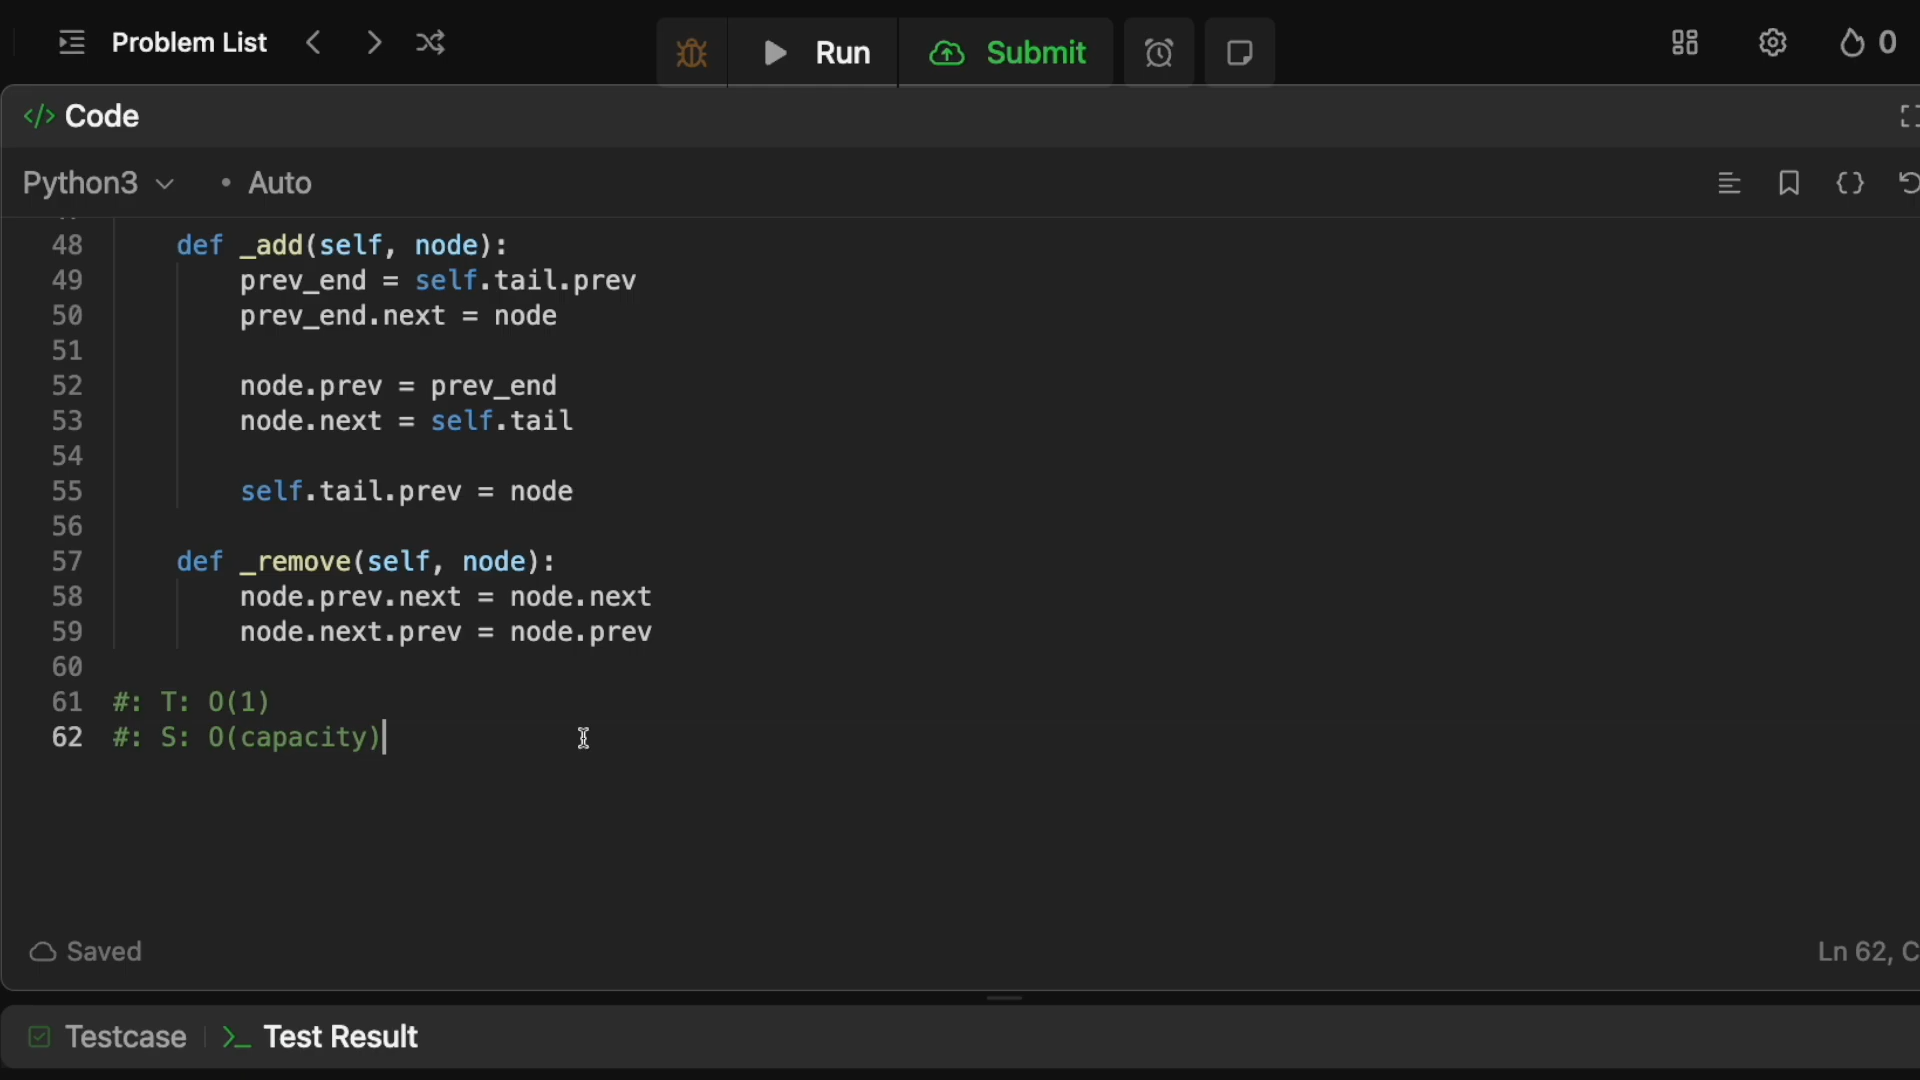 Problem List
Run
Submit
0
</> Code
Python3 • Auto
48 def _add(self, node):
49 prev_end = self.tail.prev
50 prev_end.next = node
51
52 node.prev = prev_end
53 node.next = self.tail
54
55 self.tail.prev = node
56
57 def _remove(self, node):
58 node.prev.next = node.next
59 node.next.prev = node.prev
60
61 #: T: O(1)
62 #: S: O(capacity)
Saved
Ln 62, C
Testcase
Test Result